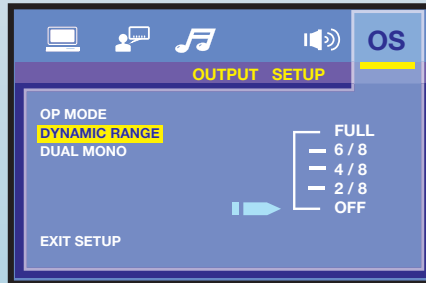 OS
OUTPUT SETUP
OP MODE
DYNAMIC RANGE
DUAL MONO
FULL
6 / 8
4 / 8
2 / 8
OFF
EXIT SETUP